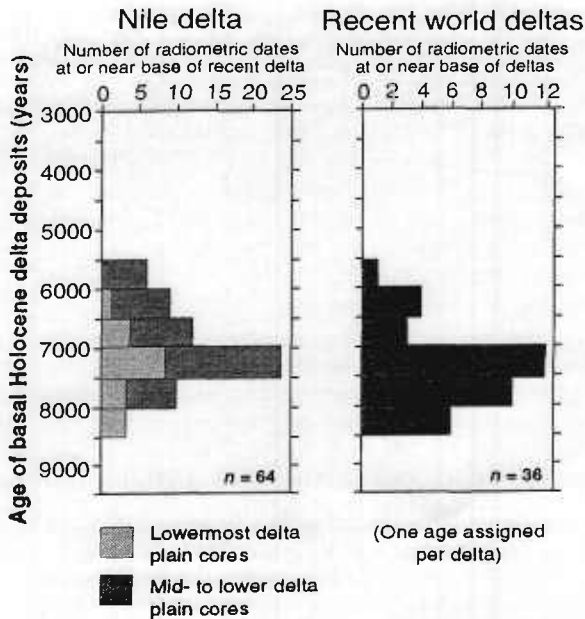 Nile delta
Number of radiometric dates
at or near base of recent delta
0 5 10 15 20 25
Recent world deltas
Number of radiometric dates
at or near base of deltas
0 2 4 6 8 10 12
Age of basal Holocene delta deposits (years)
3000
4000
5000
6000
7000
8000
9000
n = 64
n = 36
Lowermost delta
plain cores
Mid- to lower delta
plain cores
(One age assigned
per delta)